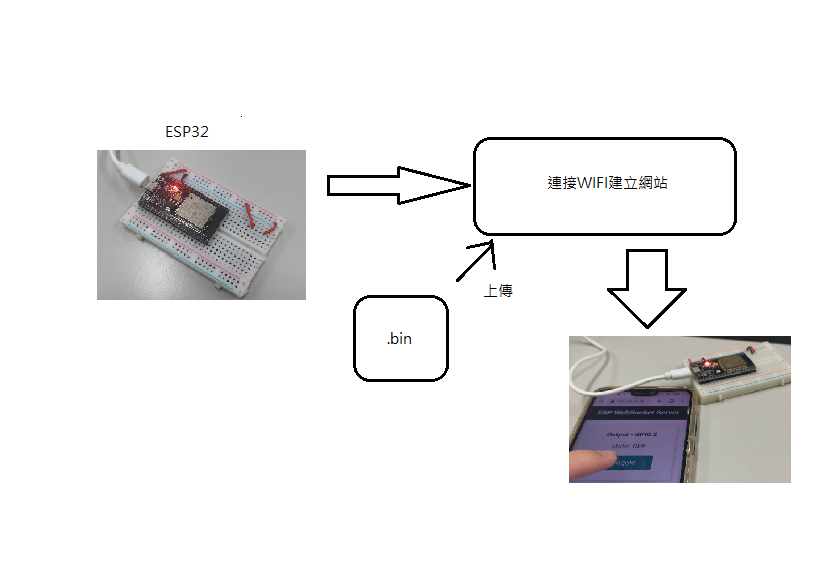 ESP32
連接WIFI建立網站
上傳
.bin
ESP WebSocket Server
Output - GPIO 2
state: OFF
Toggle